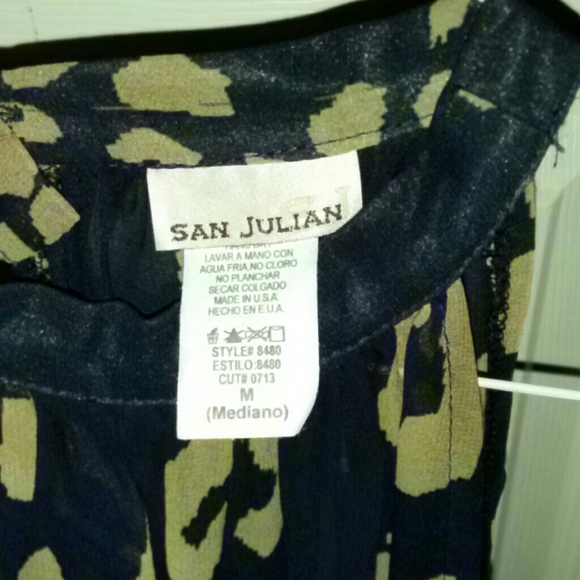 SAN JULIAN
LAVAR A MANO CON
AGUA FRIA,NO CLORO
NO PLANCHAR
SECAR COLGADO
MADE IN U.S.A.
HECHO EN E.U.A.
STYLE# 8480
ESTILO:8480
CUT# 0713
M
(Mediano)